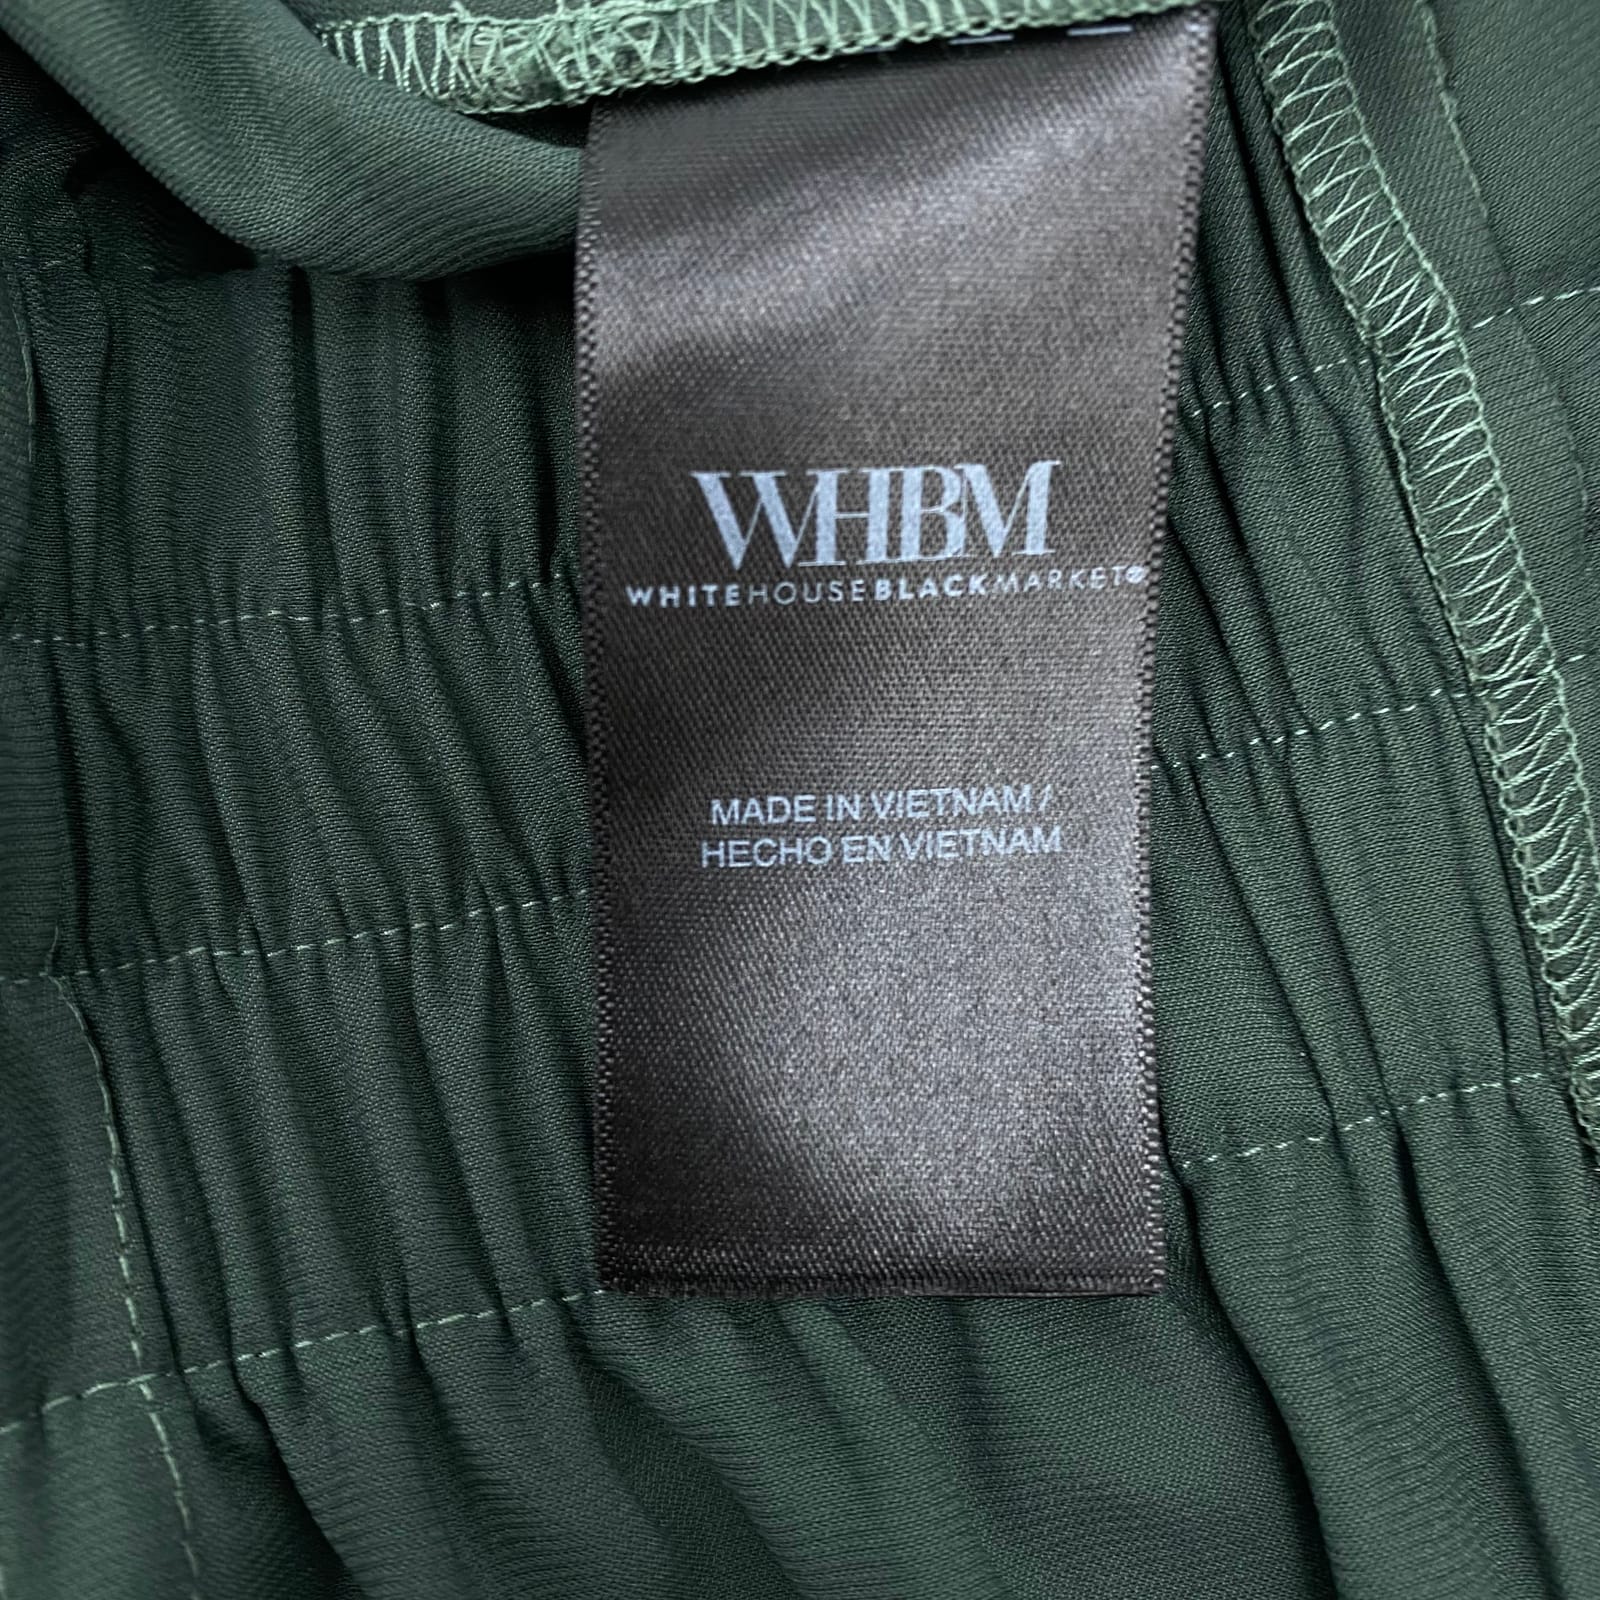 WHBM
WHITEHOUSEBLACKMARKET®
MADE IN VIETNAM /
HECHO EN VIETNAM